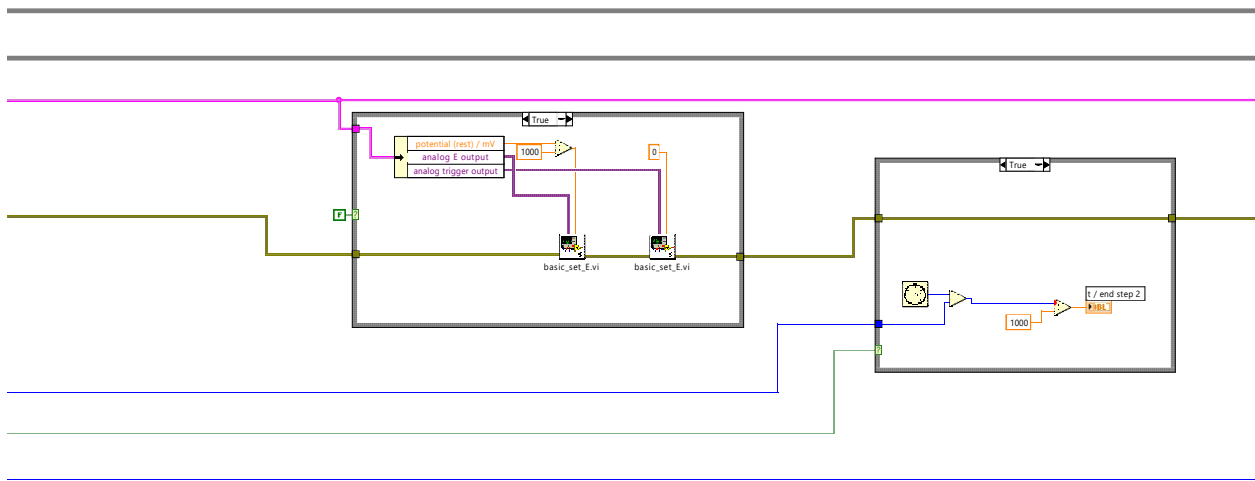 True
potential (rest) / mV
analog E output
analog trigger output
1000
0
F
?
basic_set_E.vi
basic_set_E.vi
True
t / end step 2
1000
DBL
?